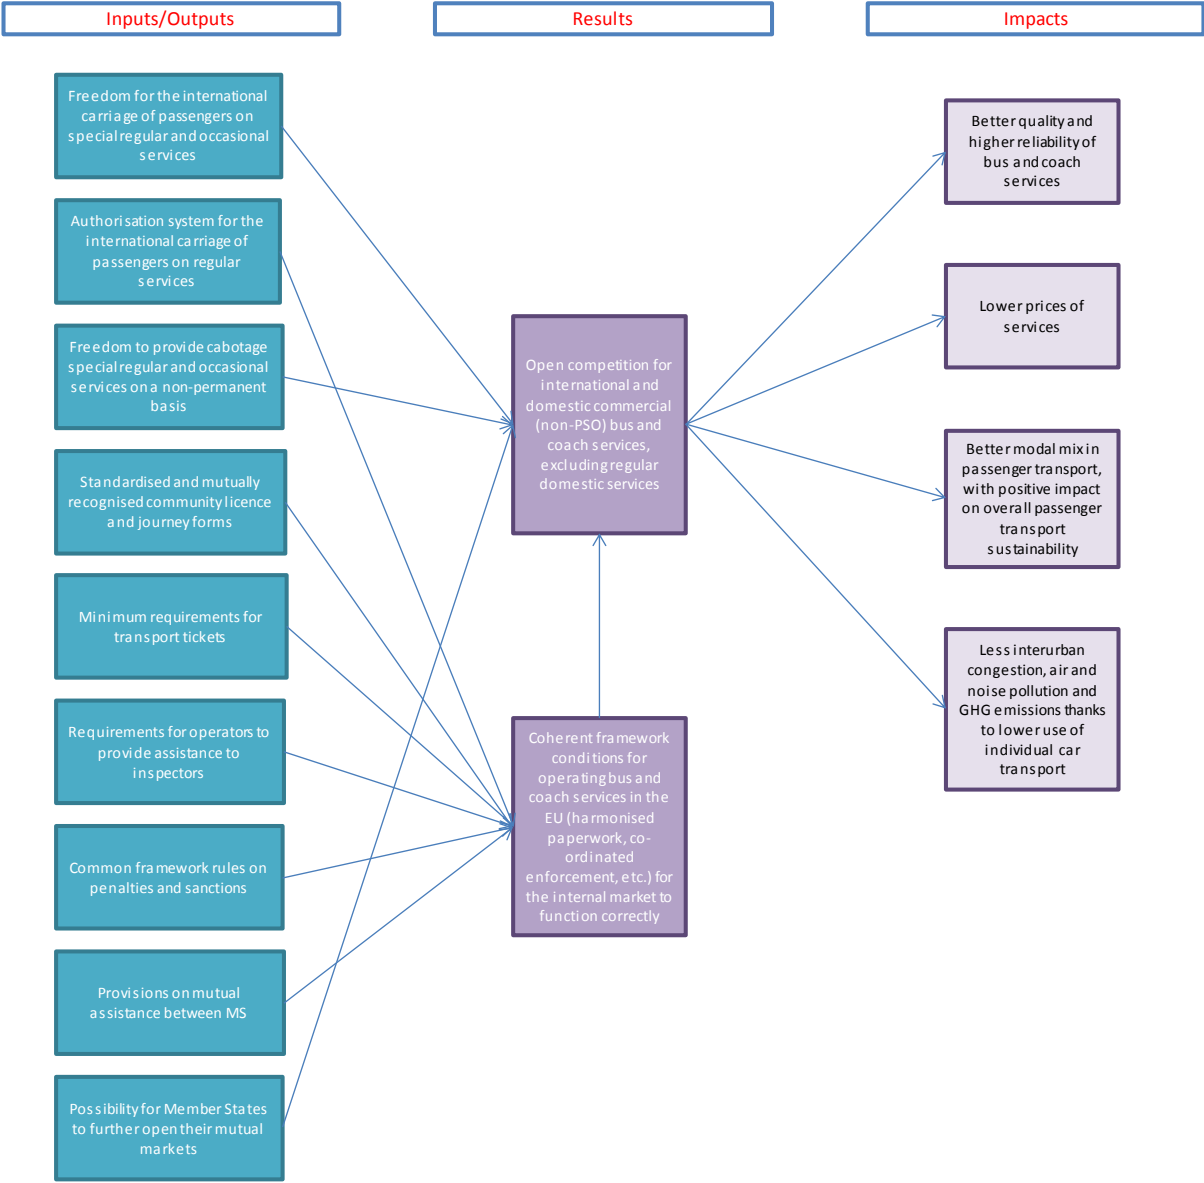 Inputs/Outputs
Results
Impacts
Freedom for the international
carriage of passengers on
special regular and occasional
services
Authorisation system for the
international carriage of
passengers on regular
services
Freedom to provide cabotage
special regular and occasional
services on a non-permanent
basis
Standardised and mutually
recognised community licence
and journey forms
Minimum requirements for
transport tickets
Requirements for operators to
provide assistance to
inspectors
Common framework rules on
penalties and sanctions
Provisions on mutual
assistance between MS
Possibility for Member States
to further open their mutual
markets
Open competition for
international and
domestic commercial
(non-PSO) bus and
coach services,
excluding regular
domestic services
Coherent framework
conditions for
operating bus and
coach services in the
EU (harmonised
paperwork, co-
ordinated
enforcement, etc.) for
the internal market to
function correctly
Better quality and
higher reliability of
bus and coach
services
Lower prices of
services
Better modal mix in
passenger transport,
with positive impact
on overall passenger
transport
sustainability
Less interurban
congestion, air and
noise pollution and
GHG emissions thanks
to lower use of
individual car
transport